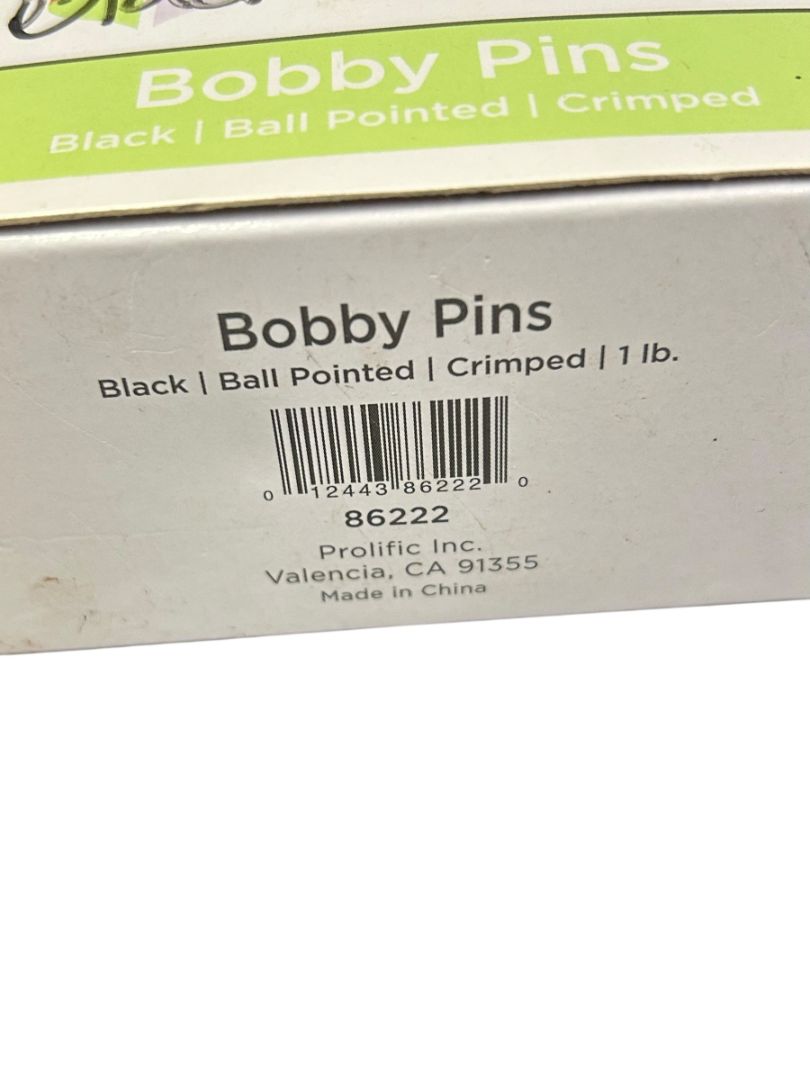 Bobby Pins
Black | Ball Pointed | Crimped
Bobby Pins
Black | Ball Pointed | Crimped | 1 lb.
0 12443 86222 0
86222
Prolific Inc.
Valencia, CA 91355
Made in China